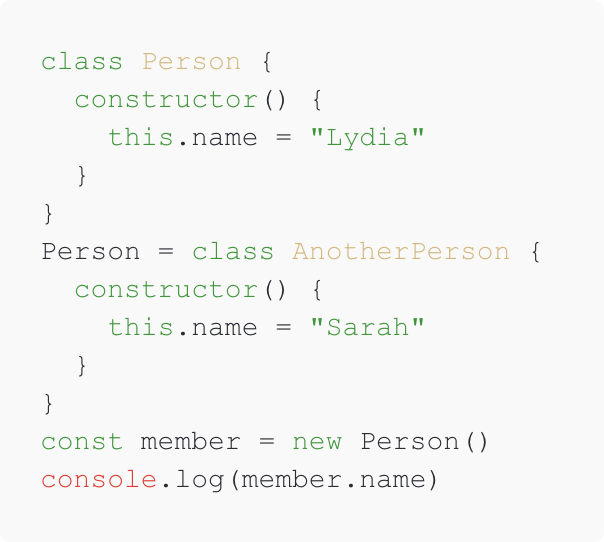 class Person {
  constructor() {
    this.name = "Lydia"
  }
}
Person = class AnotherPerson {
  constructor() {
    this.name = "Sarah"
  }
}
const member = new Person()
console.log(member.name)